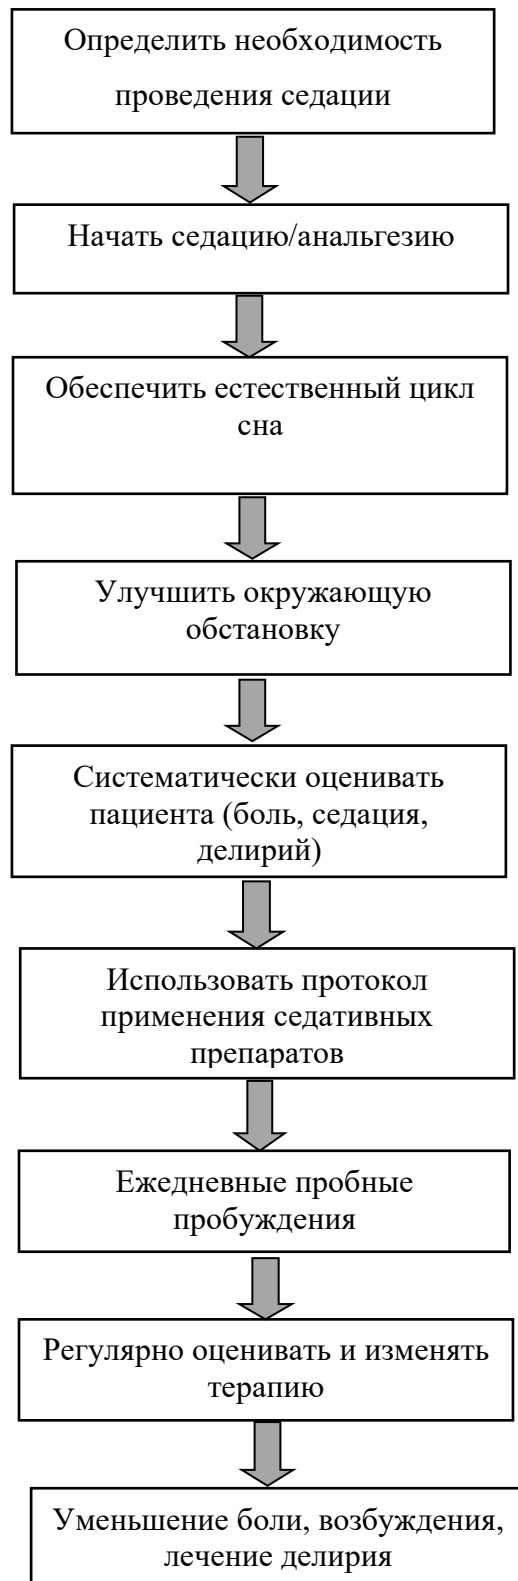 Определить необходимость
проведения седации
Начать седацию/анальгезию
Обеспечить естественный цикл
сна
Улучшить окружающую
обстановку
Систематически оценивать
пациента (боль, седация,
делирий)
Использовать протокол
применения седативных
препаратов
Ежедневные пробные
пробуждения
Регулярно оценивать и изменять
терапию
Уменьшение боли, возбуждения,
лечение делирия